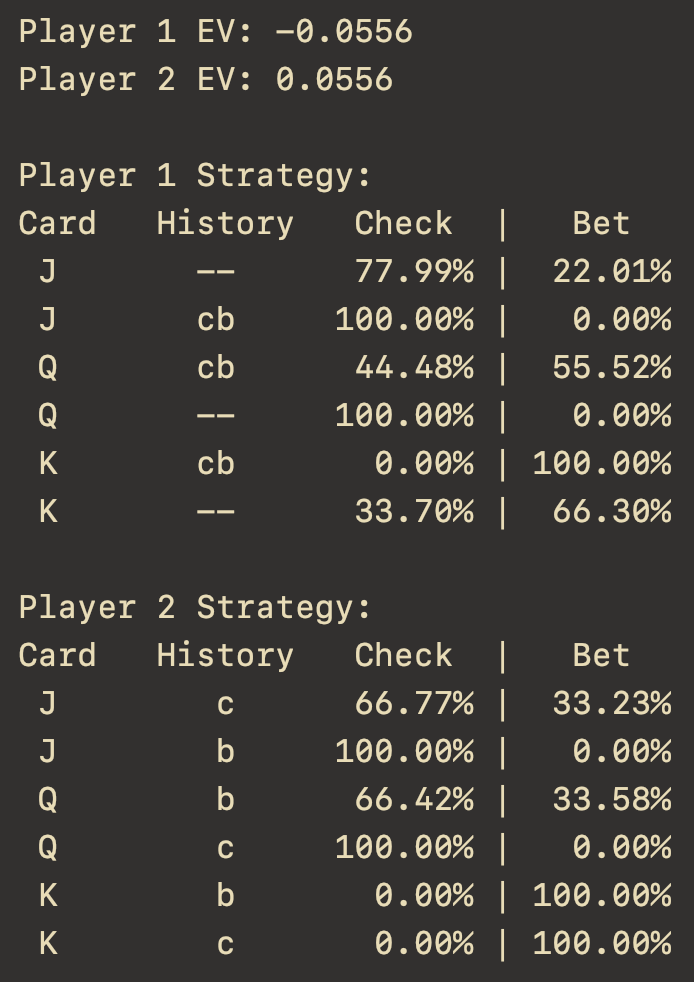 Player 1 EV: -0.0556
Player 2 EV: 0.0556

Player 1 Strategy:
Card   History   Check  |   Bet
 J       --      77.99% |  22.01%
 J       cb     100.00% |   0.00%
 Q       cb      44.48% |  55.52%
 Q       --     100.00% |   0.00%
 K       cb       0.00% | 100.00%
 K       --      33.70% |  66.30%

Player 2 Strategy:
Card   History   Check  |   Bet
 J        c      66.77% |  33.23%
 J        b     100.00% |   0.00%
 Q        b      66.42% |  33.58%
 Q        c     100.00% |   0.00%
 K        b       0.00% | 100.00%
 K        c       0.00% | 100.00%